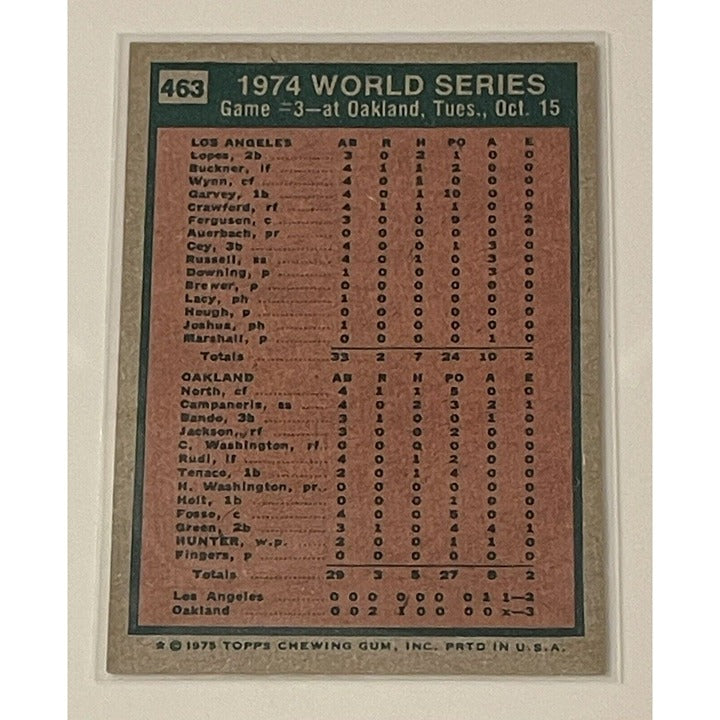 463
1974 WORLD SERIES
Game #3—at Oakland, Tues., Oct. 15
LOS ANGELES AB R H PO A E
Lopes, 2b 3 0 2 1 0 0
Buckner, lf 4 1 1 2 0 0
Wynn, cf 4 0 1 0 0 0
Garvey, 1b 4 0 1 10 0 0
Crawford, rf 4 1 1 1 0 0
Ferguson, c 3 0 0 9 0 2
Auerbach, pr 0 0 0 0 0 0
Cey, 3b 4 0 0 1 3 0
Russell, ss 4 0 1 0 3 0
Downing, p 1 0 0 0 3 0
Brewer, p 0 0 0 0 0 0
Lacy, ph 1 0 0 0 0 0
Hough, p 0 0 0 0 0 0
Joshua, ph 1 0 0 0 0 0
Marshall, p 0 0 0 0 1 0
Totals 33 2 7 24 10 2
OAKLAND AB R H PO A E
North, cf 4 1 1 5 0 0
Campaneris, ss 4 0 2 3 2 1
Bando, 3b 3 1 0 0 1 0
Jackson, rf 3 0 0 2 0 0
C. Washington, rf 0 0 0 0 0 0
Rudi, lf 4 0 1 2 0 0
Tenace, 1b 2 0 1 4 0 0
H. Washington, pr 0 0 0 0 0 0
Holt, 1b 0 0 0 1 0 0
Fosse, c 4 0 0 5 0 0
Green, 2b 3 1 0 4 4 1
HUNTER, w.p. 2 0 0 1 1 0
Fingers, p 0 0 0 0 0 0
Totals 29 3 5 27 8 2
Los Angeles 0 0 0 0 0 0 0 1 1—2
Oakland 0 0 2 1 0 0 0 0 x—3
☆ © 1975 TOPPS CHEWING GUM, INC. PRTD IN U.S.A.